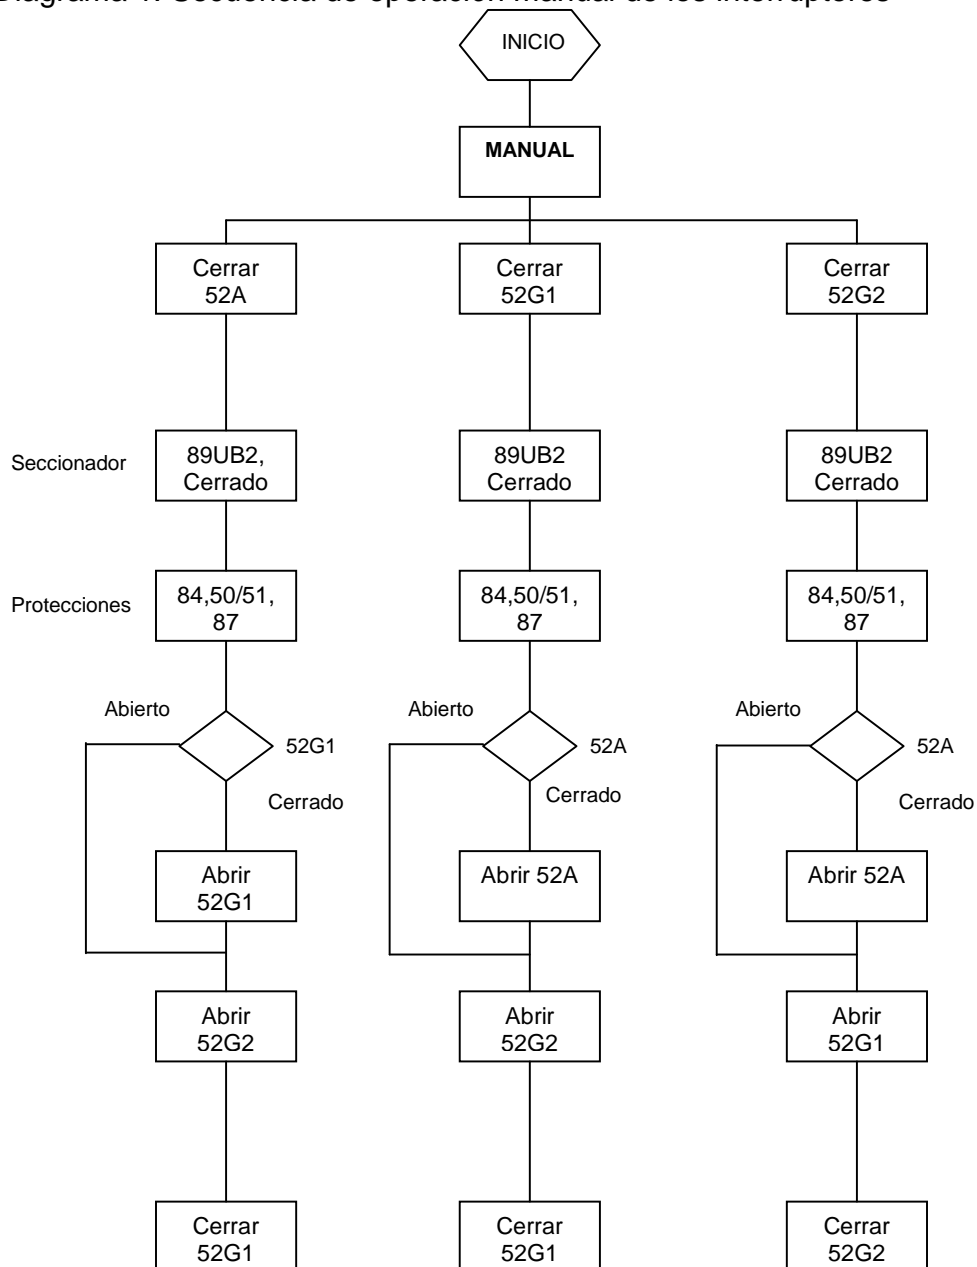 Diagrama 1. Secuencia de operación manual de los interruptores
INICIO
MANUAL
Cerrar
52A
Cerrar
52G1
Cerrar
52G2
Seccionador
89UB2,
Cerrado
89UB2
Cerrado
89UB2
Cerrado
Protecciones
84,50/51,
87
84,50/51,
87
84,50/51,
87
Abierto
52G1
Cerrado
Abierto
52A
Cerrado
Abierto
52A
Cerrado
Abrir
52G1
Abrir 52A
Abrir 52A
Abrir
52G2
Abrir
52G2
Abrir
52G1
Cerrar
52G1
Cerrar
52G1
Cerrar
52G2